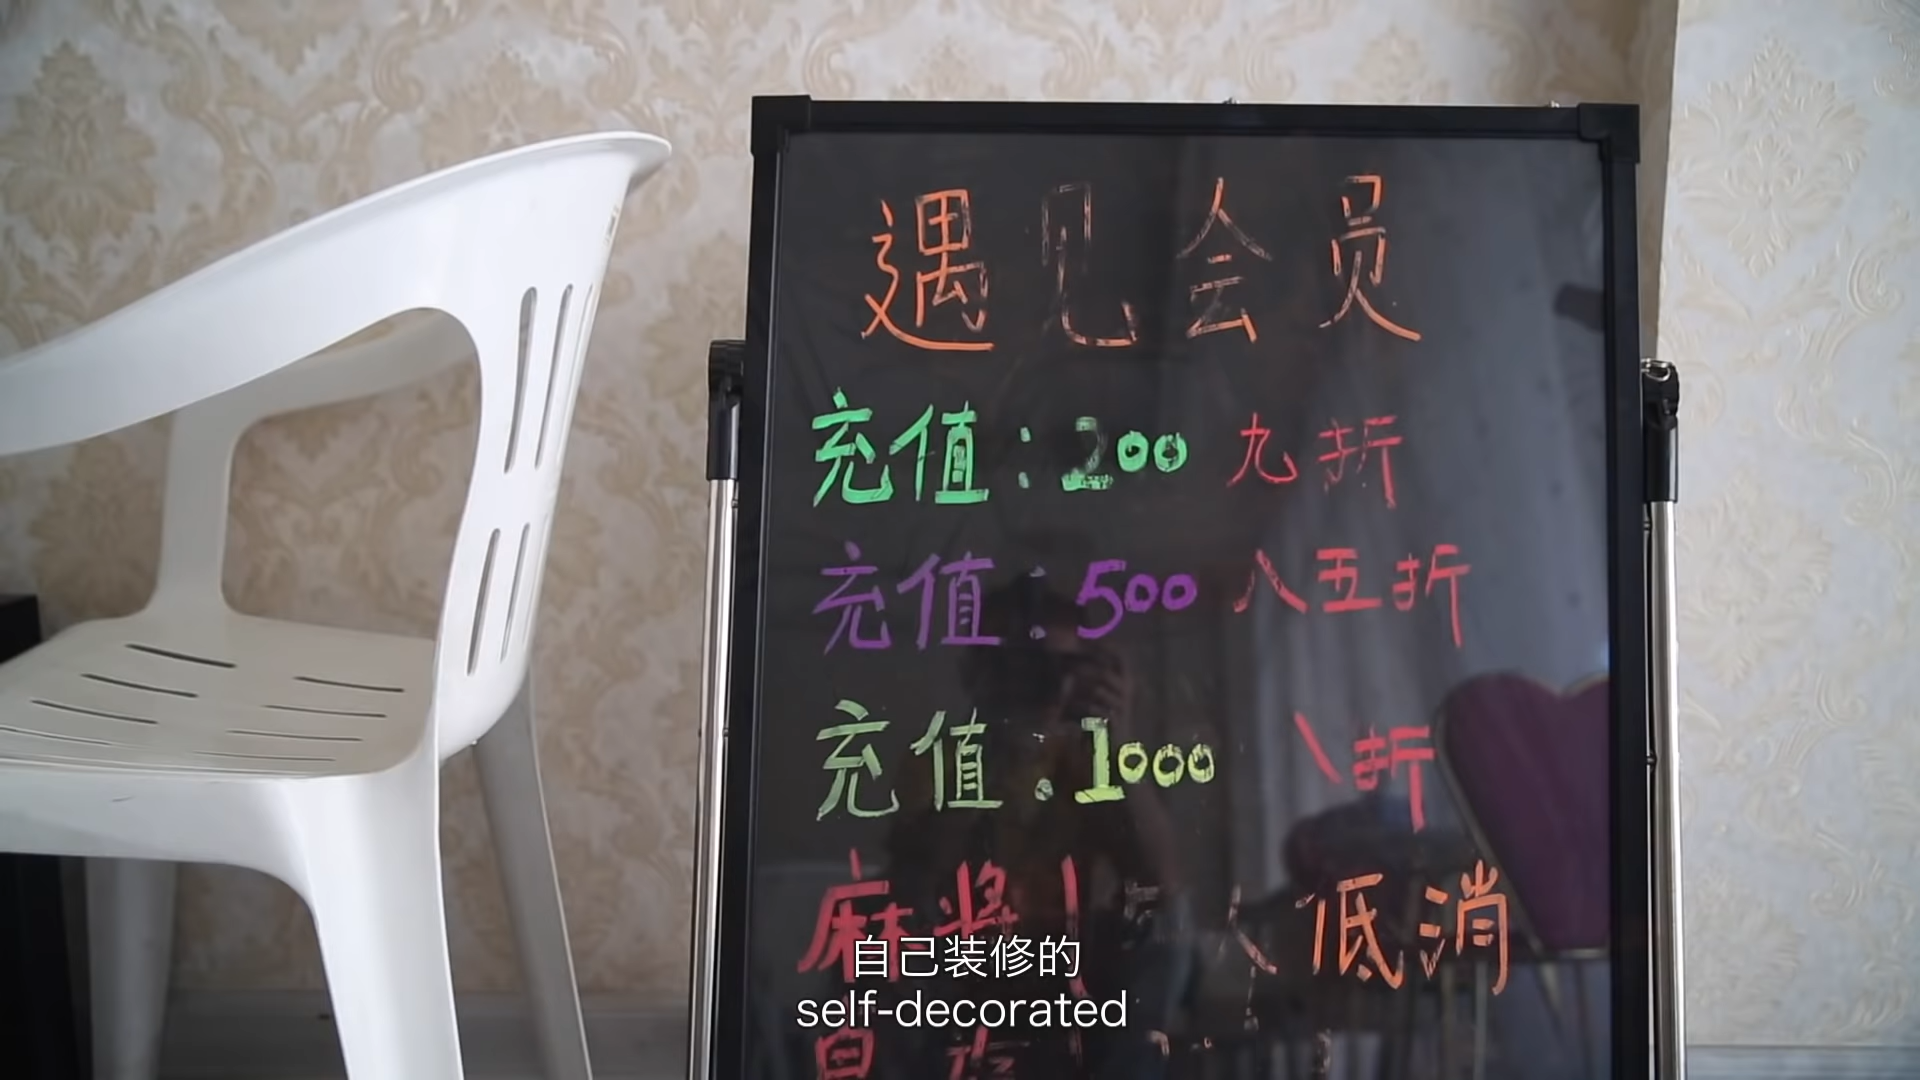 遇见会员
充值：200 九折
充值：500 八五折
充值：1000 八折
麻将 低消
自己装修的
self-decorated